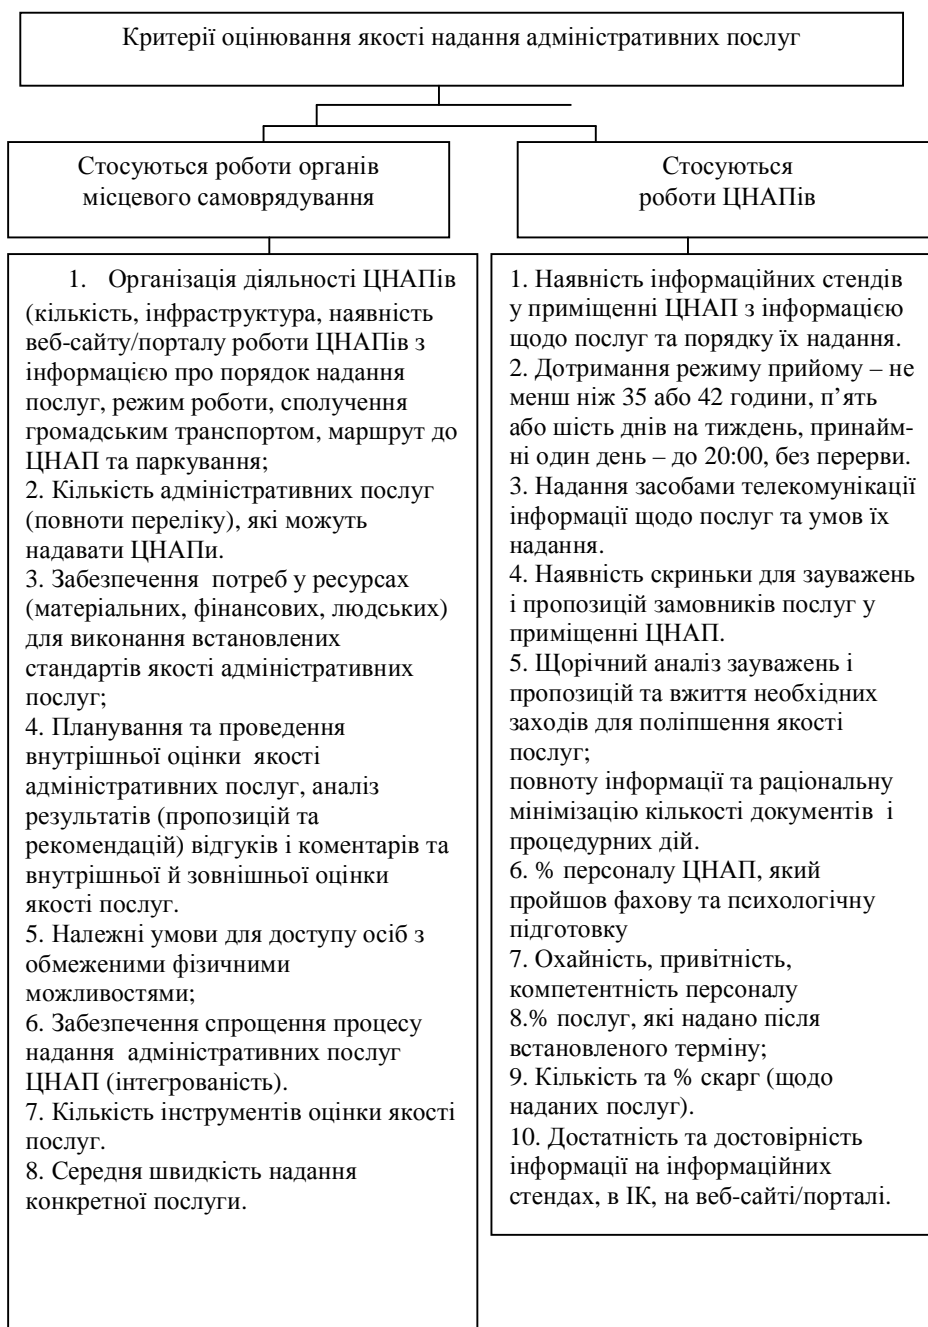 Критерії оцінювання якості надання адміністративних послуг
Стосуються роботи органів
місцевого самоврядування
Стосуються
роботи ЦНАПів
1. Організація діяльності ЦНАПів
(кількість, інфраструктура, наявність
веб-сайту/порталу роботи ЦНАПів з
інформацією про порядок надання
послуг, режим роботи, сполучення
громадським транспортом, маршрут до
ЦНАП та паркування;
2. Кількість адміністративних послуг
(повноти переліку), які можуть
надавати ЦНАПи.
3. Забезпечення потреб у ресурсах
(матеріальних, фінансових, людських)
для виконання встановлених
стандартів якості адміністративних
послуг;
4. Планування та проведення
внутрішньої оцінки якості
адміністративних послуг, аналіз
результатів (пропозицій та
рекомендацій) відгуків і коментарів та
внутрішньої й зовнішньої оцінки
якості послуг.
5. Належні умови для доступу осіб з
обмеженими фізичними
можливостями;
6. Забезпечення спрощення процесу
надання адміністративних послуг
ЦНАП (інтегрованість).
7. Кількість інструментів оцінки якості
послуг.
8. Середня швидкість надання
конкретної послуги.
1. Наявність інформаційних стендів
у приміщенні ЦНАП з інформацією
щодо послуг та порядку їх надання.
2. Дотримання режиму прийому – не
менш ніж 35 або 42 години, п’ять
або шість днів на тиждень, принайм-
ні один день – до 20:00, без перерви.
3. Надання засобами телекомунікації
інформації щодо послуг та умов їх
надання.
4. Наявність скриньки для зауважень
і пропозицій замовників послуг у
приміщенні ЦНАП.
5. Щорічний аналіз зауважень і
пропозицій та вжиття необхідних
заходів для поліпшення якості
послуг;
повноту інформації та раціональну
мінімізацію кількості документів і
процедурних дій.
6. % персоналу ЦНАП, який
пройшов фахову та психологічну
підготовку
7. Охайність, привітність,
компетентність персоналу
8.% послуг, які надано після
встановленого терміну;
9. Кількість та % скарг (щодо
наданих послуг).
10. Достатність та достовірність
інформації на інформаційних
стендах, в ІК, на веб-сайті/порталі.